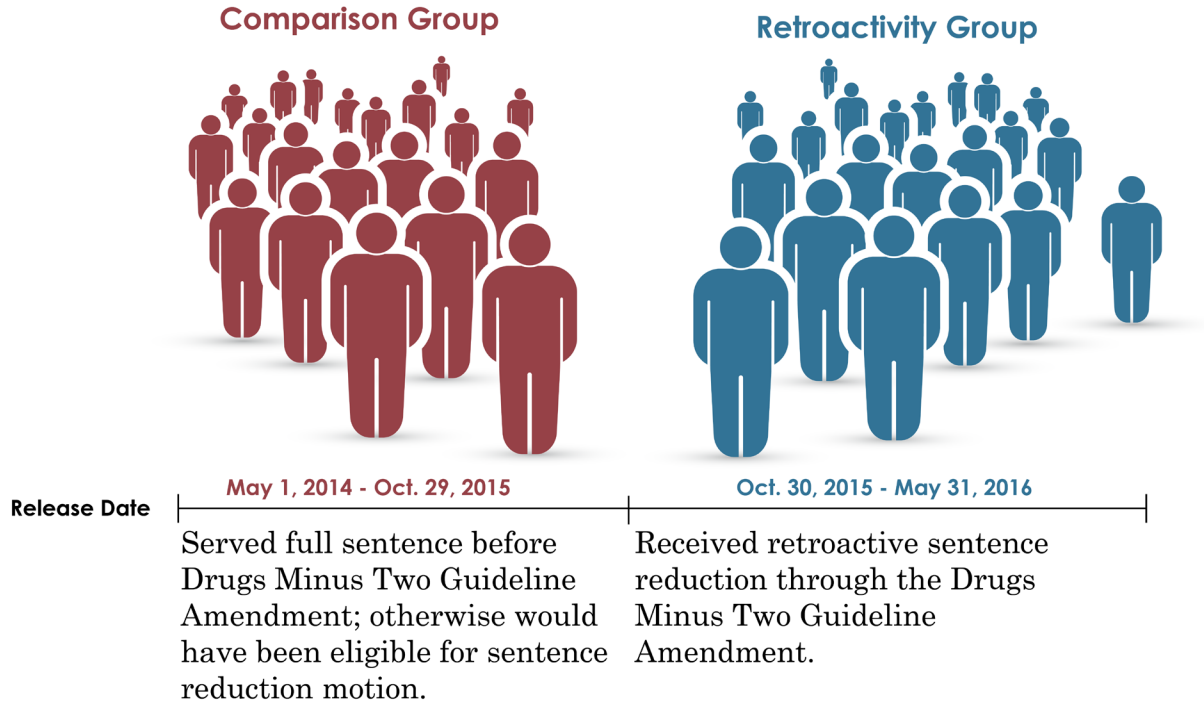 Comparison Group
Retroactivity Group
Release Date
May 1, 2014 - Oct. 29, 2015
Oct. 30, 2015 - May 31, 2016
Served full sentence before
Drugs Minus Two Guideline
Amendment; otherwise would
have been eligible for sentence
reduction motion.
Received retroactive sentence
reduction through the Drugs
Minus Two Guideline
Amendment.